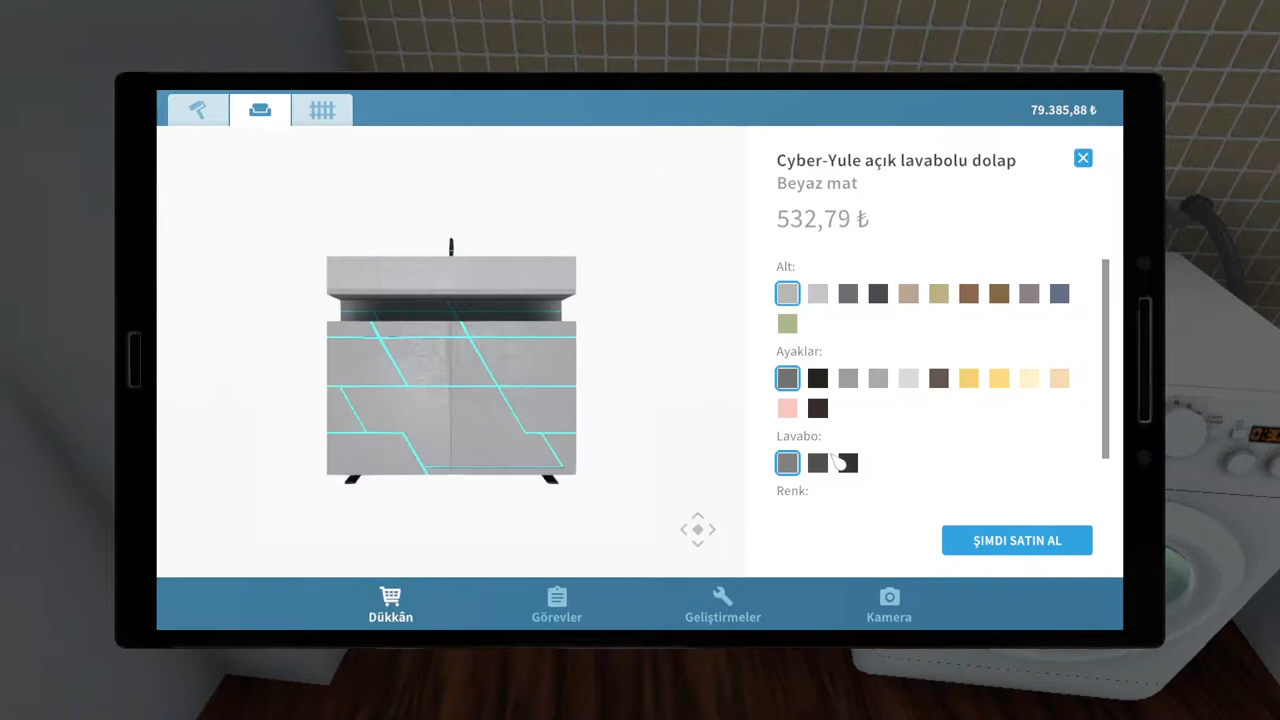 79.385,88 ₺
Cyber-Yule açık lavabolu dolap
Beyaz mat
532,79 ₺
Alt:
Ayaklar:
Lavabo:
Renk:
ŞIMDI SATIN AL
Dükkân
Görevler
Geliştirmeler
Kamera